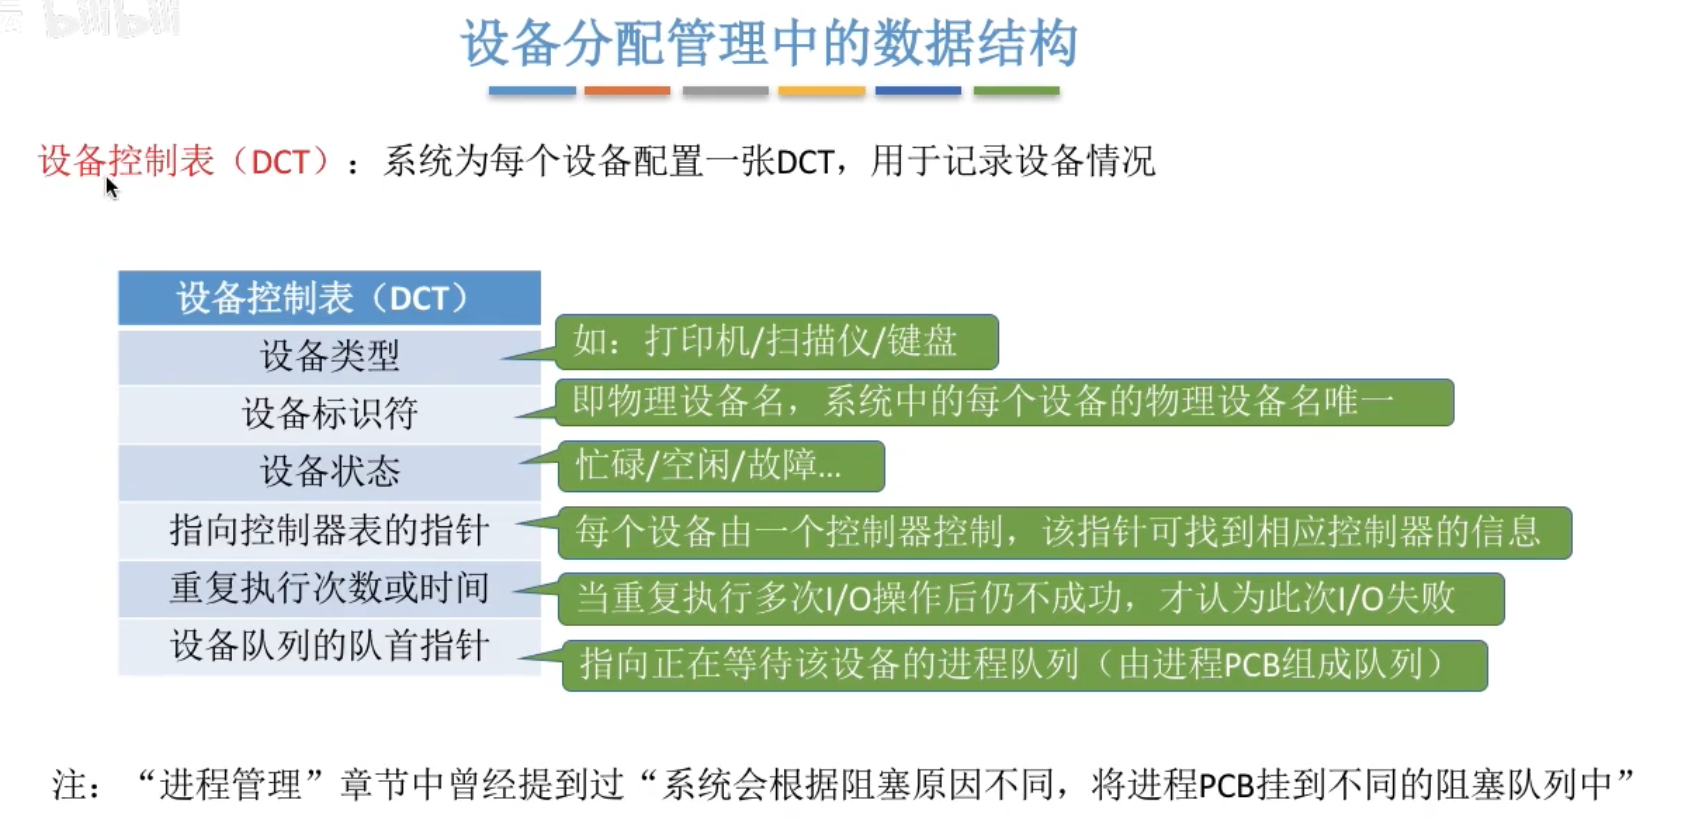 bilibili
设备分配管理中的数据结构
设备控制表（DCT）：系统为每个设备配置一张DCT，用于记录设备情况
设备控制表（DCT）
设备类型
如：打印机/扫描仪/键盘
设备标识符
即物理设备名，系统中的每个设备的物理设备名唯一
设备状态
忙碌/空闲/故障...
指向控制器表的指针
每个设备由一个控制器控制，该指针可找到相应控制器的信息
重复执行次数或时间
当重复执行多次I/O操作后仍不成功，才认为此次I/O失败
设备队列的队首指针
指向正在等待该设备的进程队列（由进程PCB组成队列）
注：“进程管理”章节中曾经提到过“系统会根据阻塞原因不同，将进程PCB挂到不同的阻塞队列中”